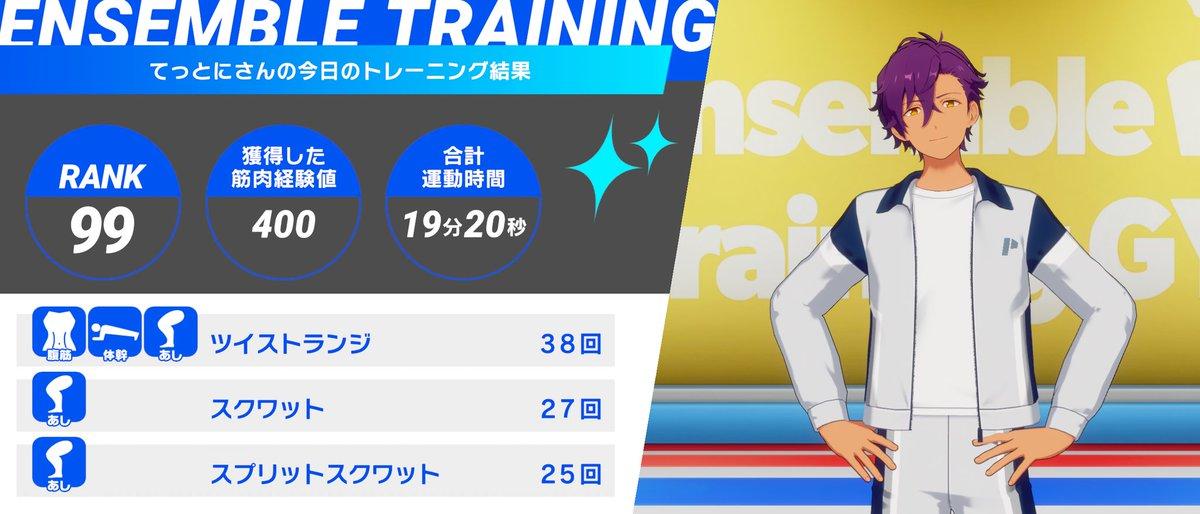 ENSEMBLE TRAINING
てっとにさんの今日のトレーニング結果
RANK
99
獲得した
筋肉経験値
400
合計
運動時間
19分20秒
腹筋
体幹
あし
ツイストランジ
38回
あし
スクワット
27回
あし
スプリットスクワット
25回
nsemble
Training GY
P